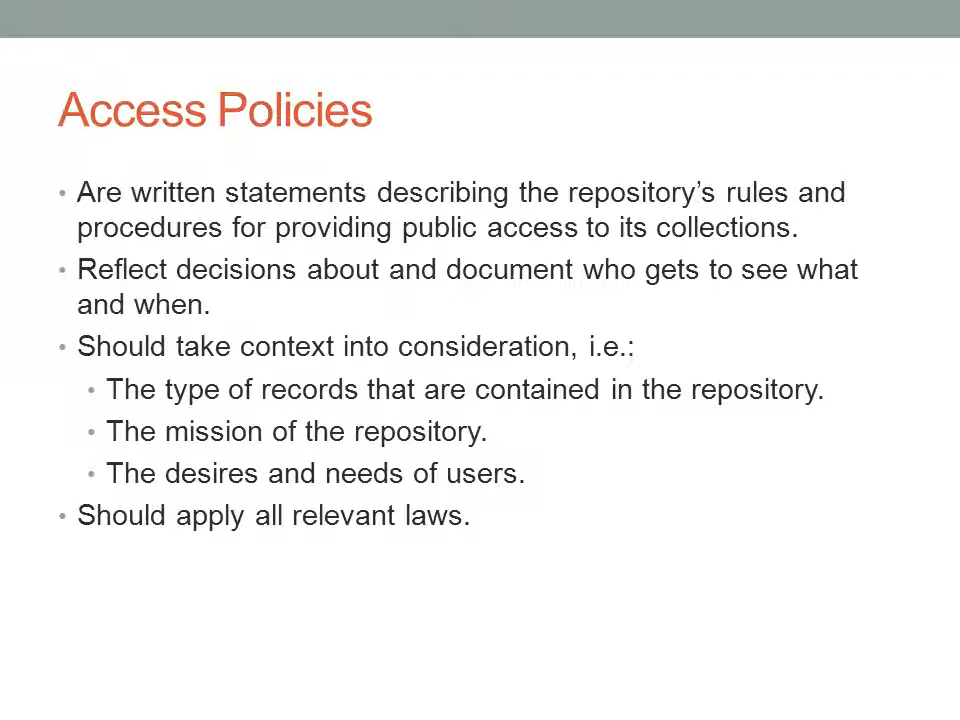 Access Policies
• Are written statements describing the repository’s rules and
procedures for providing public access to its collections.
• Reflect decisions about and document who gets to see what
and when.
• Should take context into consideration, i.e.:
• The type of records that are contained in the repository.
• The mission of the repository.
• The desires and needs of users.
• Should apply all relevant laws.